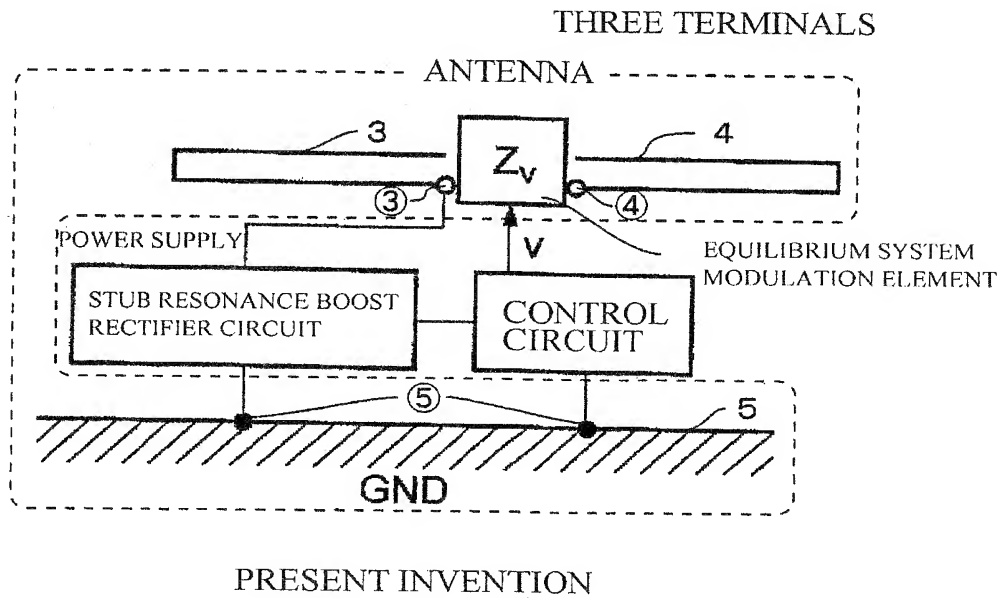 THREE TERMINALS
ANTENNA
3
4
Zv
③
④
POWER SUPPLY
V
EQUILIBRIUM SYSTEM
MODULATION ELEMENT
STUB RESONANCE BOOST
RECTIFIER CIRCUIT
CONTROL
CIRCUIT
⑤
5
GND
PRESENT INVENTION